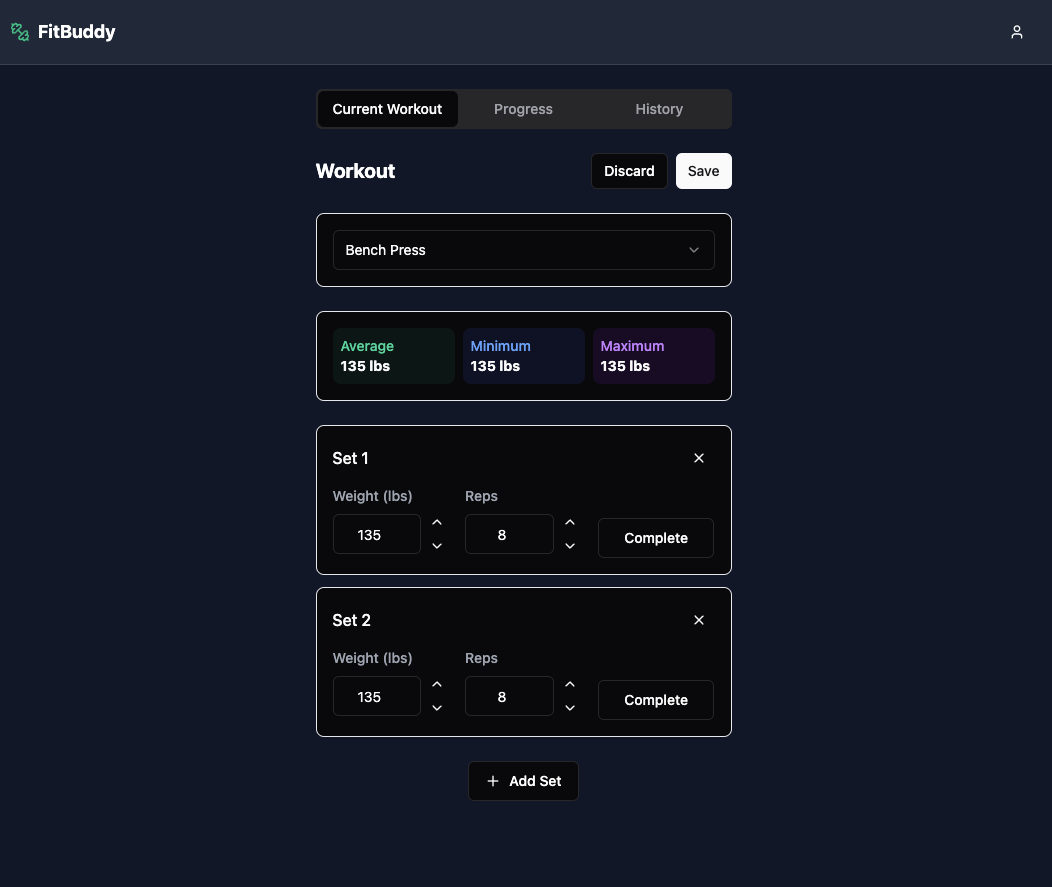 FitBuddy
Current Workout Progress History
Workout Discard Save
Bench Press
Average Minimum Maximum
135 lbs 135 lbs 135 lbs
Set 1
Weight (lbs) Reps
135 8 Complete
Set 2
Weight (lbs) Reps
135 8 Complete
Add Set